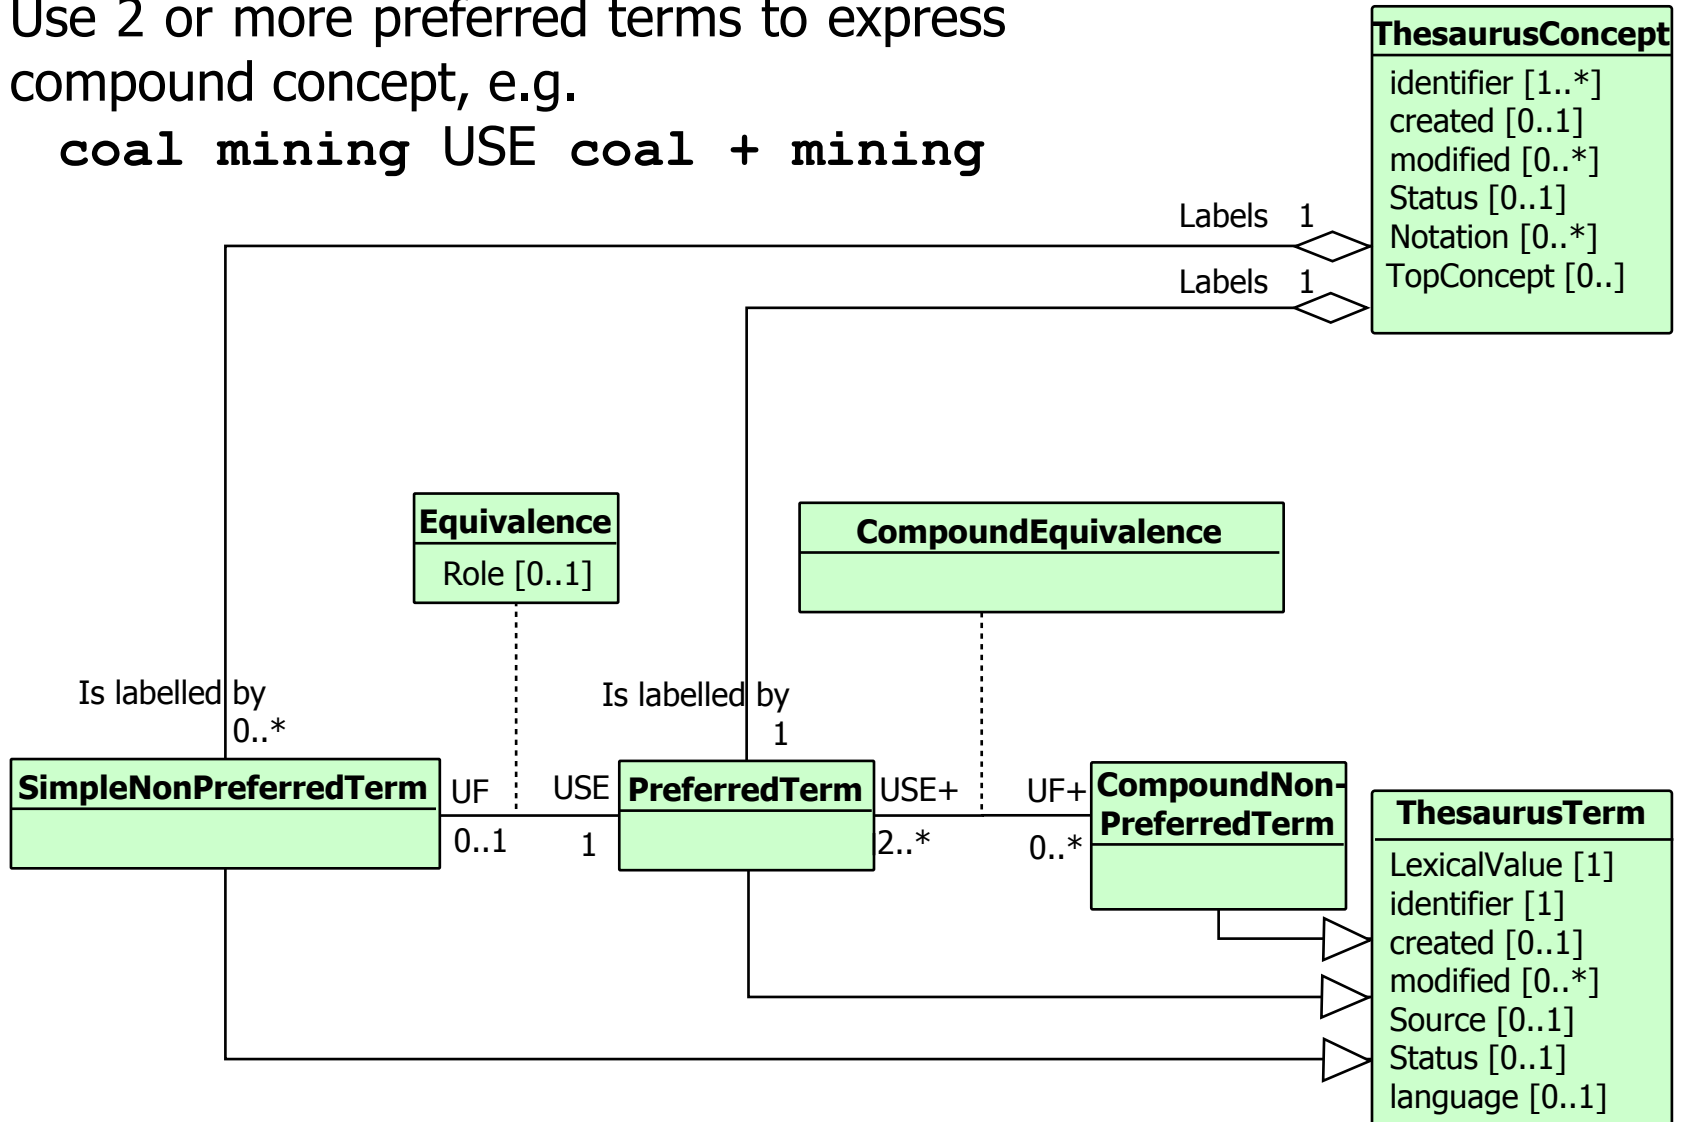 Use 2 or more preferred terms to express
compound concept, e.g.
coal mining USE coal + mining
ThesaurusConcept
identifier [1..*]
created [0..1]
modified [0..*]
Status [0..1]
Notation [0..*]
TopConcept [0..]
Labels 1
Labels 1
Equivalence
Role [0..1]
CompoundEquivalence
Is labelled by
0..*
Is labelled by
1
SimpleNonPreferredTerm
UF
0..1
USE
1
PreferredTerm
USE+
2..*
UF+
0..*
CompoundNon-
PreferredTerm
ThesaurusTerm
LexicalValue [1]
identifier [1]
created [0..1]
modified [0..*]
Source [0..1]
Status [0..1]
language [0..1]